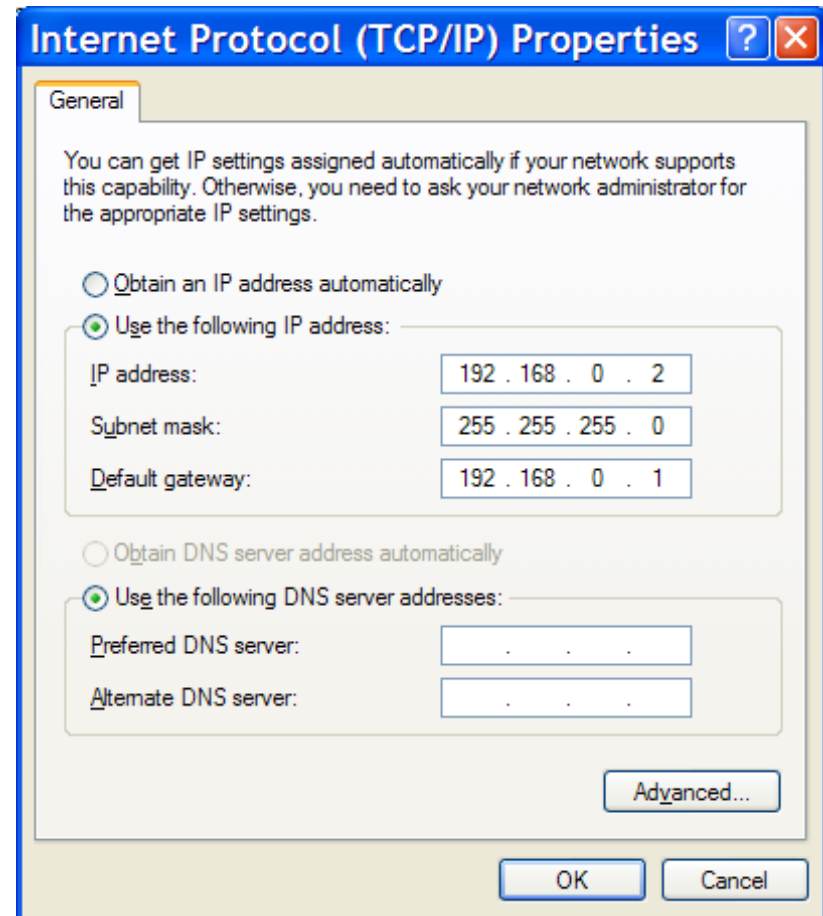 Internet Protocol (TCP/IP) Properties ?
General
You can get IP settings assigned automatically if your network supports
this capability. Otherwise, you need to ask your network administrator for
the appropriate IP settings.
Obtain an IP address automatically
Use the following IP address:
IP address: 192 . 168 . 0 . 2
Subnet mask: 255 . 255 . 255 . 0
Default gateway: 192 . 168 . 0 . 1
Obtain DNS server address automatically
Use the following DNS server addresses:
Preferred DNS server: . . .
Alternate DNS server: . . .
Advanced...
OK Cancel